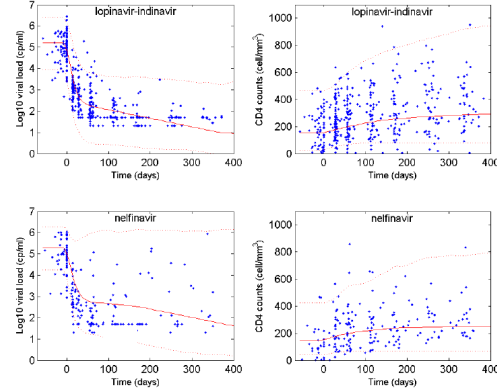 lopinavir-indinavir
Log10 viral load (cp/ml)
7
6
5
4
3
2
1
0
0 100 200 300 400
Time (days)
lopinavir-indinavir
CD4 counts (cell/mm³)
1000
800
600
400
200
0
0 100 200 300 400
Time (days)
nelfinavir
Log10 viral load (cp/ml)
7
6
5
4
3
2
1
0
0 100 200 300 400
Time (days)
nelfinavir
CD4 counts (cell/mm³)
1000
800
600
400
200
0
0 100 200 300 400
Time (days)